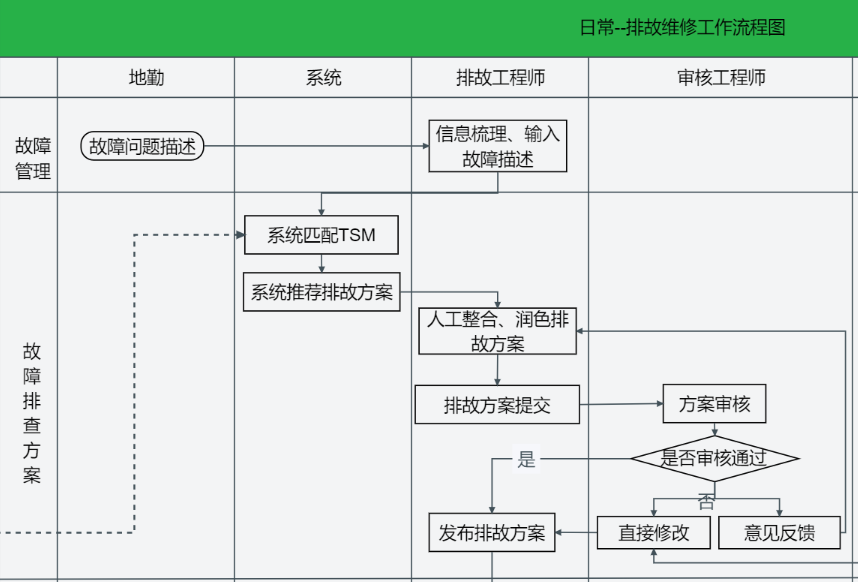 日常--排故维修工作流程图
地勤
系统
排故工程师
审核工程师
故障
管理
故障问题描述
信息梳理、输入
故障描述
故
障
排
查
方
案
系统匹配TSM
系统推荐排故方案
人工整合、润色排
故方案
排故方案提交
方案审核
是否审核通过
是
否
发布排故方案
直接修改
意见反馈